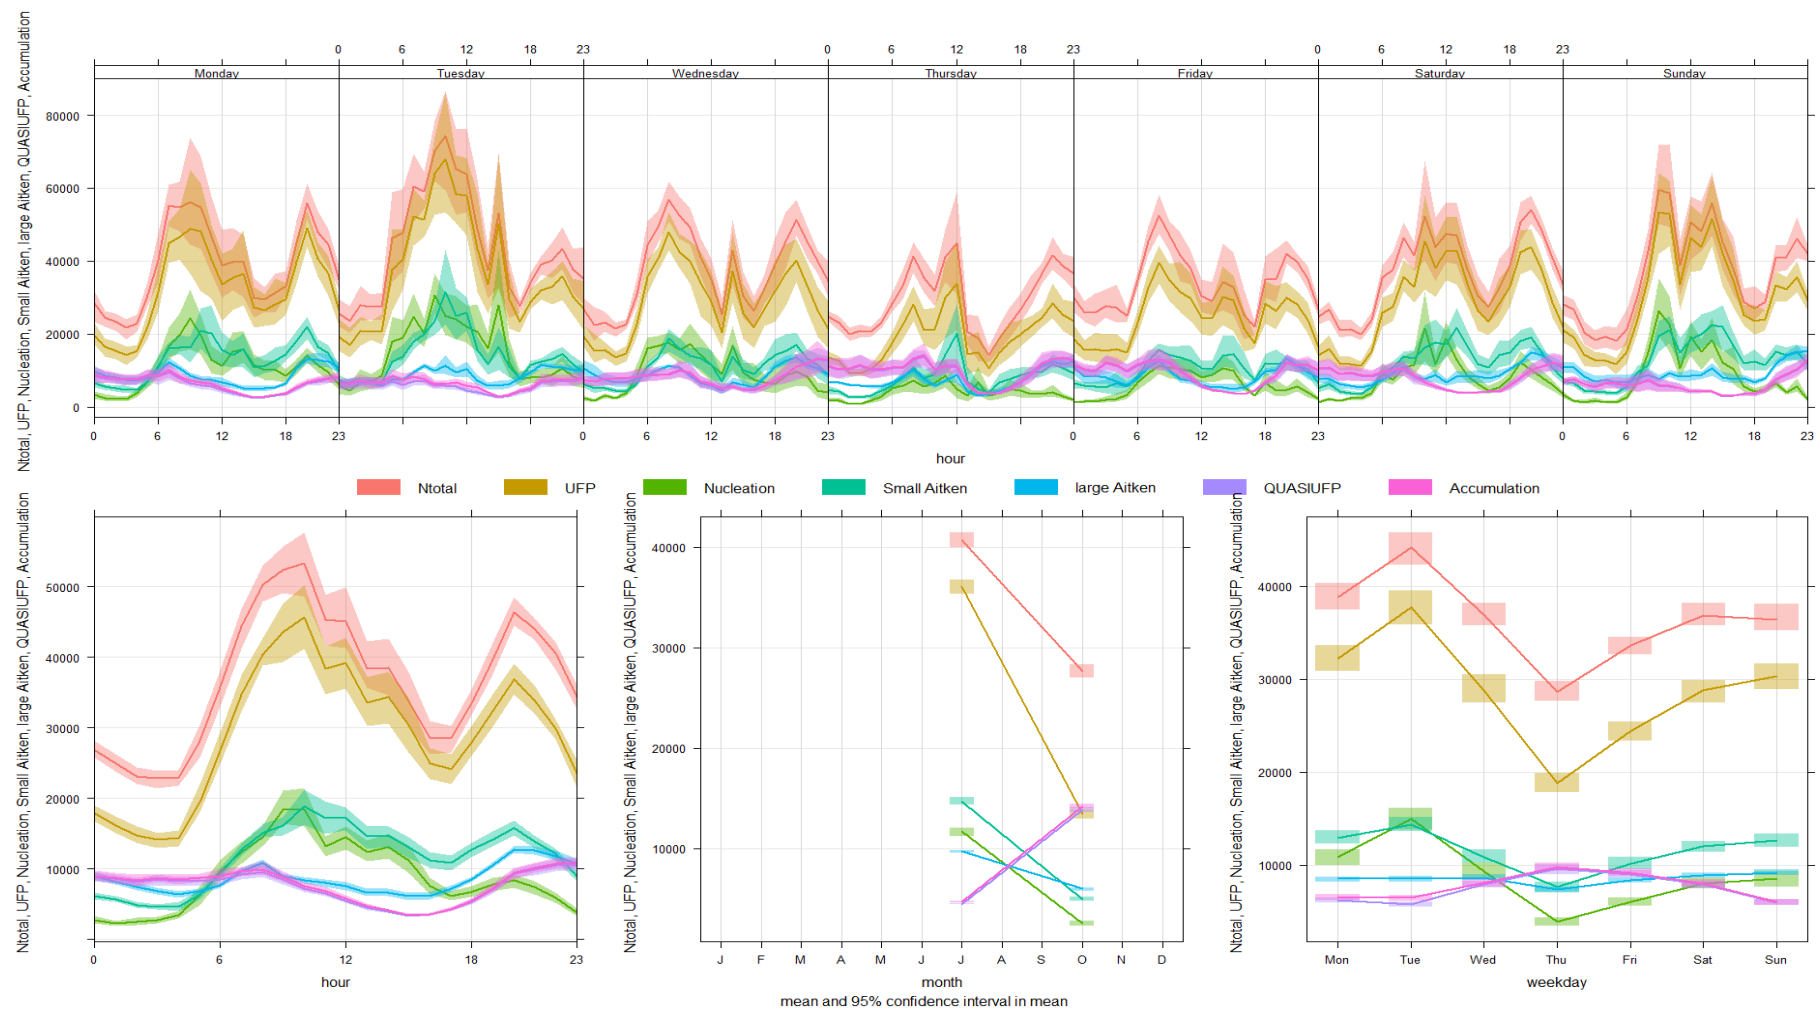 0 6 12 18 23 0 6 12 18 23 0 6 12 18 23
Monday Tuesday Wednesday Thursday Friday Saturday Sunday
Ntotal, UFP, Nucleation, Small Aitken, large Aitken, QUASIUFP, Accumulation
80000
60000
40000
20000
0
0 6 12 18 23 0 6 12 18 23 0 6 12 18 23 0 6 12 18 23
hour
Ntotal UFP Nucleation Small Aitken large Aitken QUASIUFP Accumulation
Ntotal, UFP, Nucleation, Small Aitken, large Aitken, QUASIUFP, Accumulation
50000
40000
30000
20000
10000
0
0 6 12 18 23
hour
Ntotal, UFP, Nucleation, Small Aitken, large Aitken, QUASIUFP, Accumulation
40000
30000
20000
10000
J F M A M J J A S O N D
month
Ntotal, UFP, Nucleation, Small Aitken, large Aitken, QUASIUFP, Accumulation
40000
30000
20000
10000
Mon Tue Wed Thu Fri Sat Sun
weekday
mean and 95% confidence interval in mean